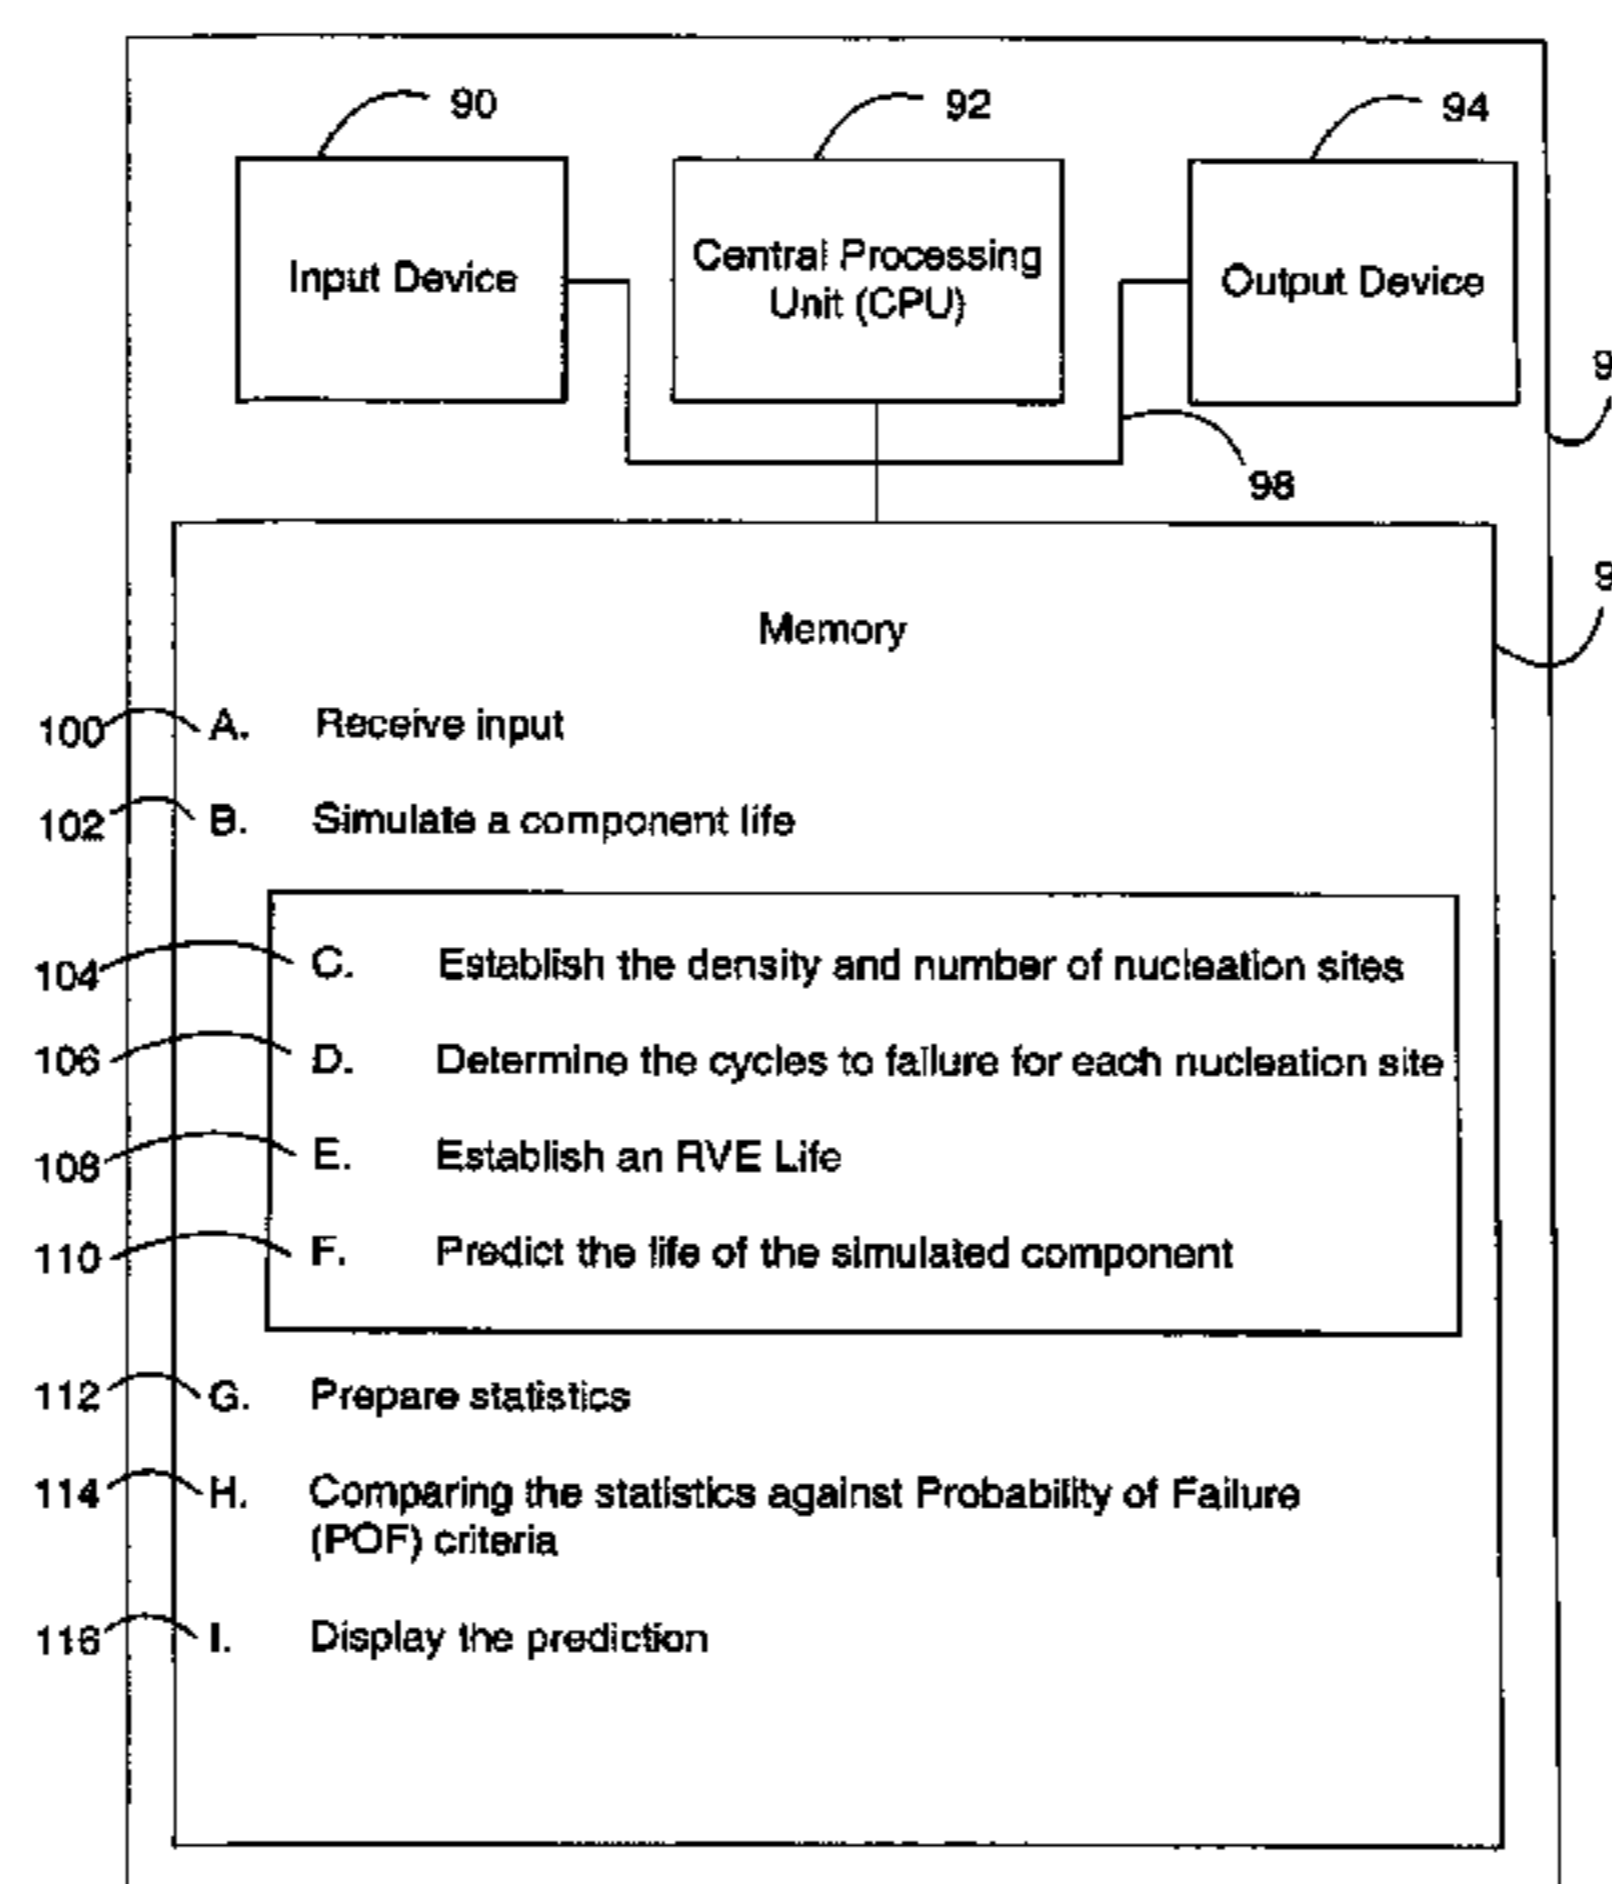 90
92
94
Input Device
Central Processing
Unit (CPU)
Output Device
9
98
9
Memory
100 A. Receive input
102 B. Simulate a component life
104 C. Establish the density and number of nucleation sites
106 D. Determine the cycles to failure for each nucleation site
108 E. Establish an RVE Life
110 F. Predict the life of the simulated component
112 G. Prepare statistics
114 H. Comparing the statistics against Probability of Failure
(POF) criteria
116 I. Display the prediction